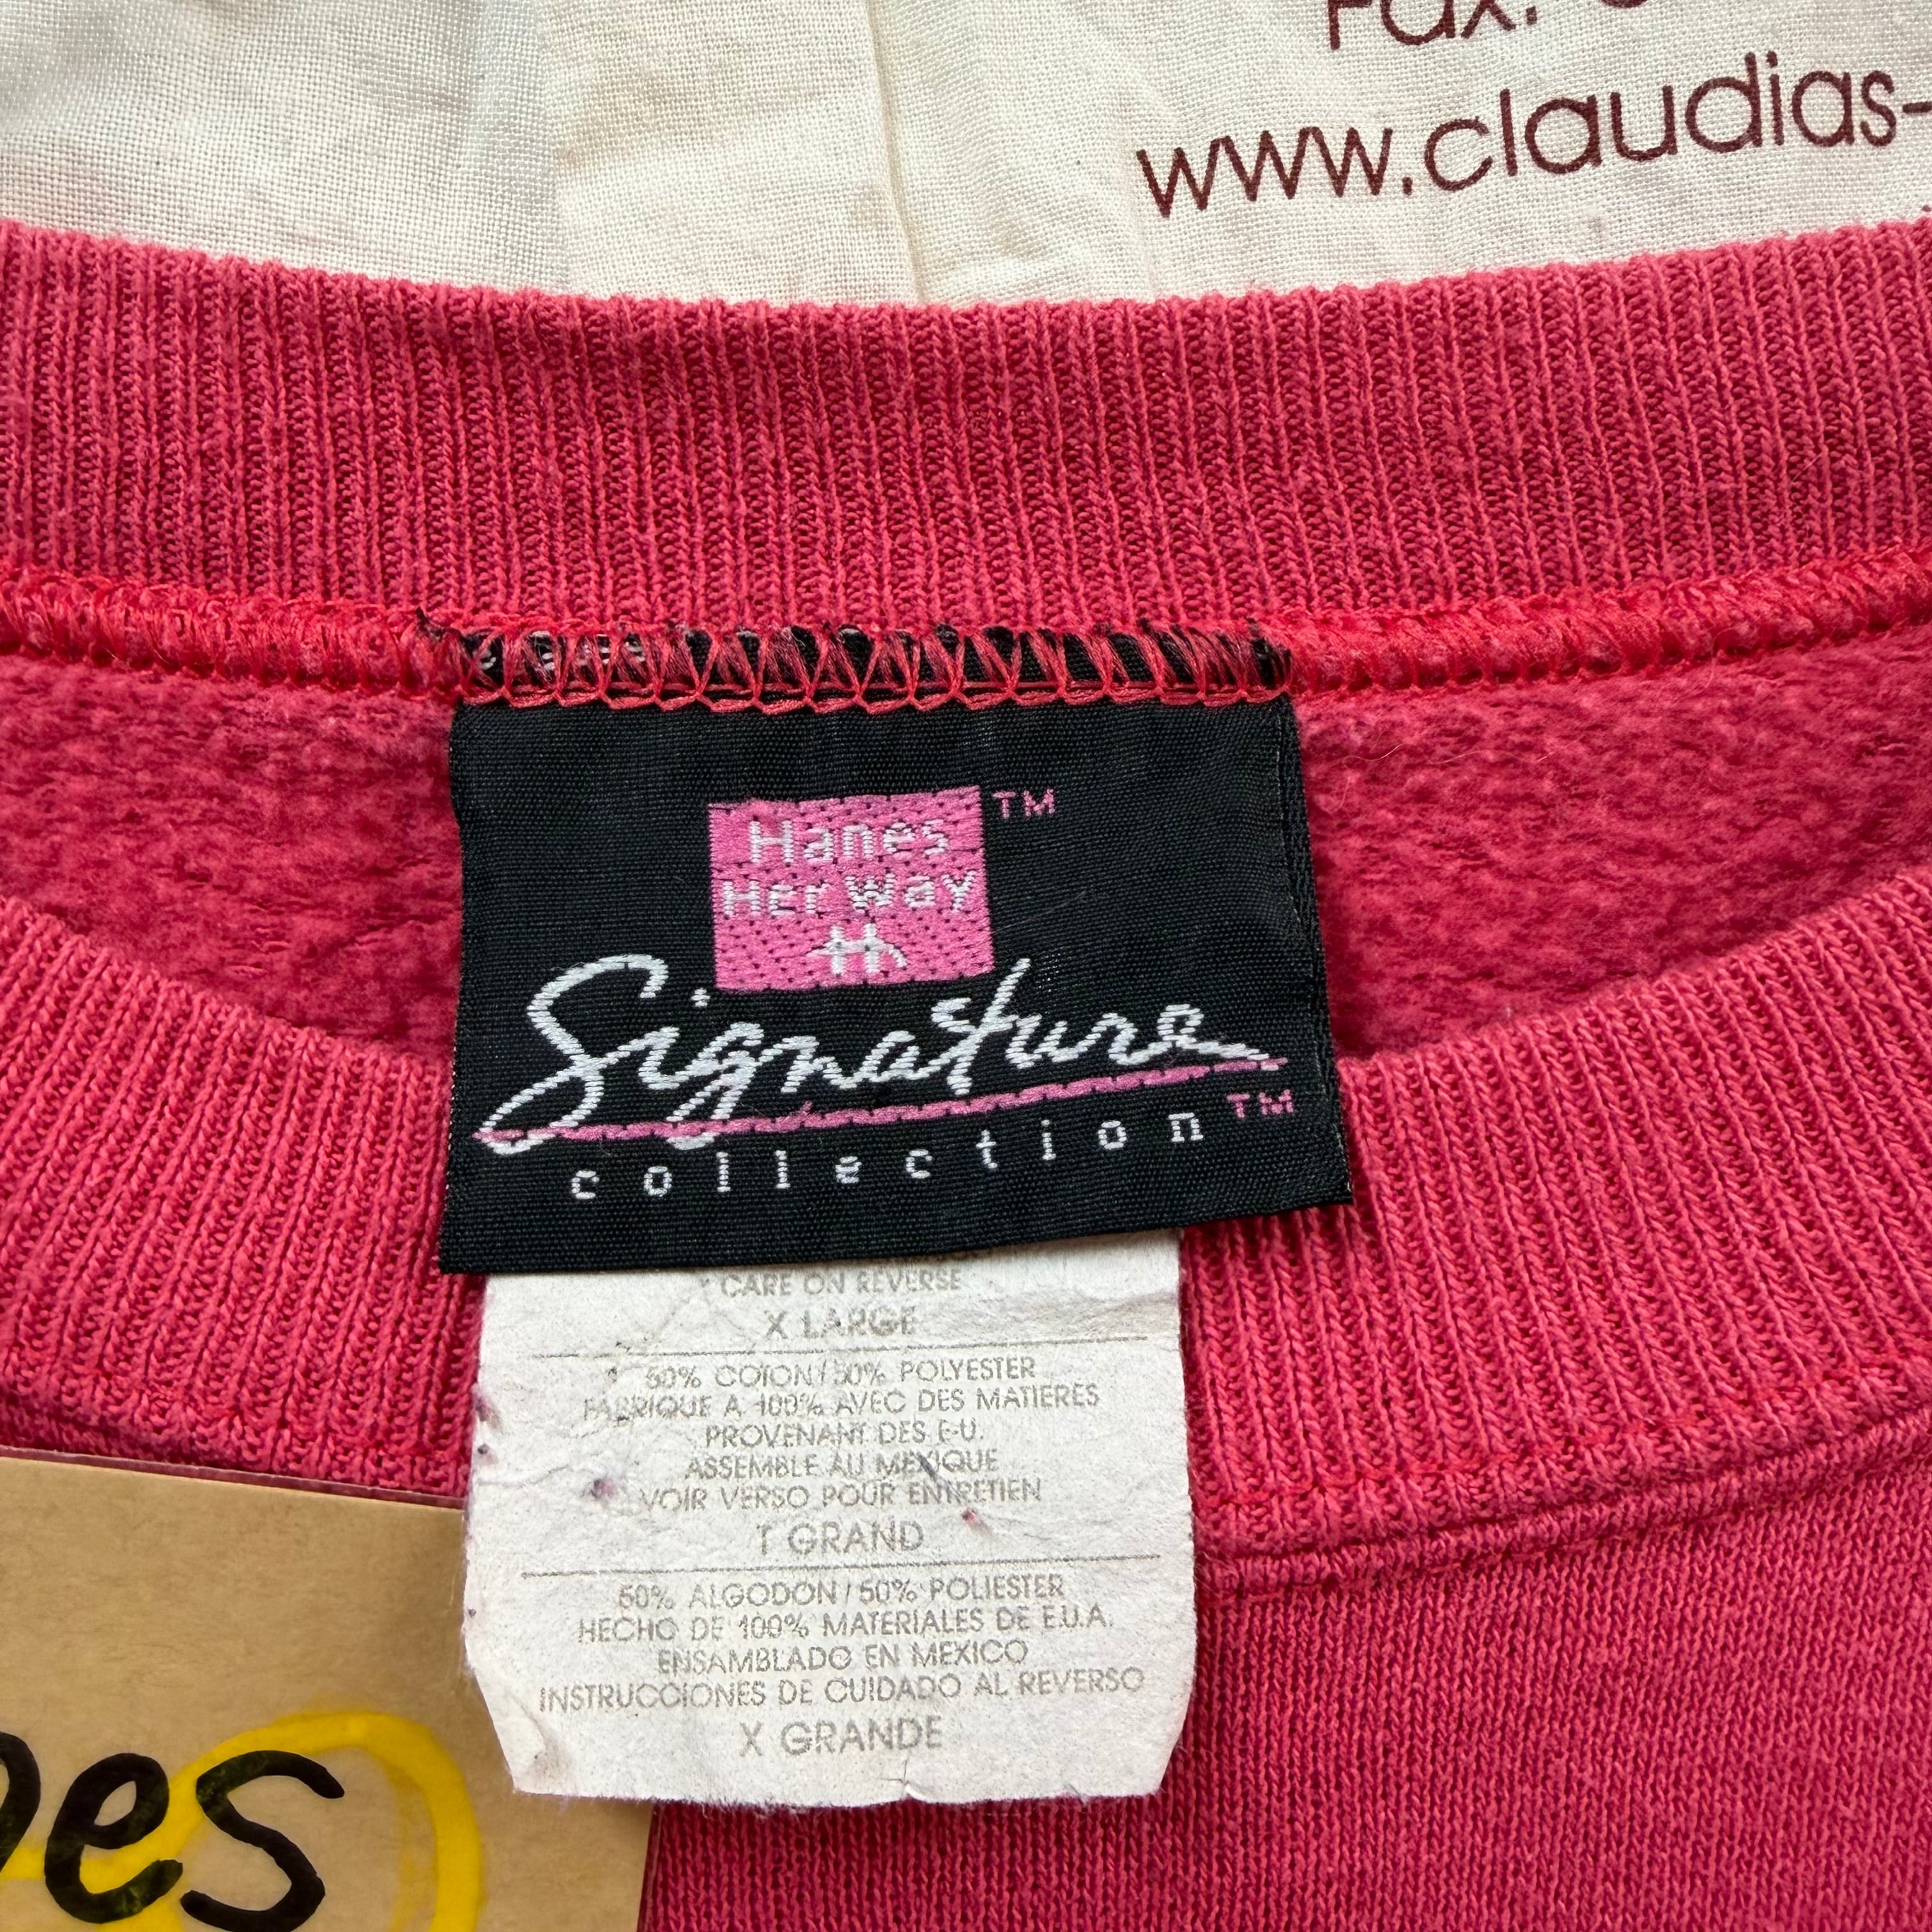 Fax:
www.claudias-
Hanes
Her Way
TM
Signature
collection TM
CARE ON REVERSE
X LARGE
50% COTON/50% POLYESTER
FABRIQUE A 100% AVEC DES MATIERES
PROVENANT DES E-U.
ASSEMBLE AU MEXIQUE
VOIR VERSO POUR ENTRETIEN
T GRAND
50% ALGODON/50% POLIESTER
HECHO DE 100% MATERIALES DE E.U.A.
ENSAMBLADO EN MEXICO
INSTRUCCIONES DE CUIDADO AL REVERSO
X GRANDE